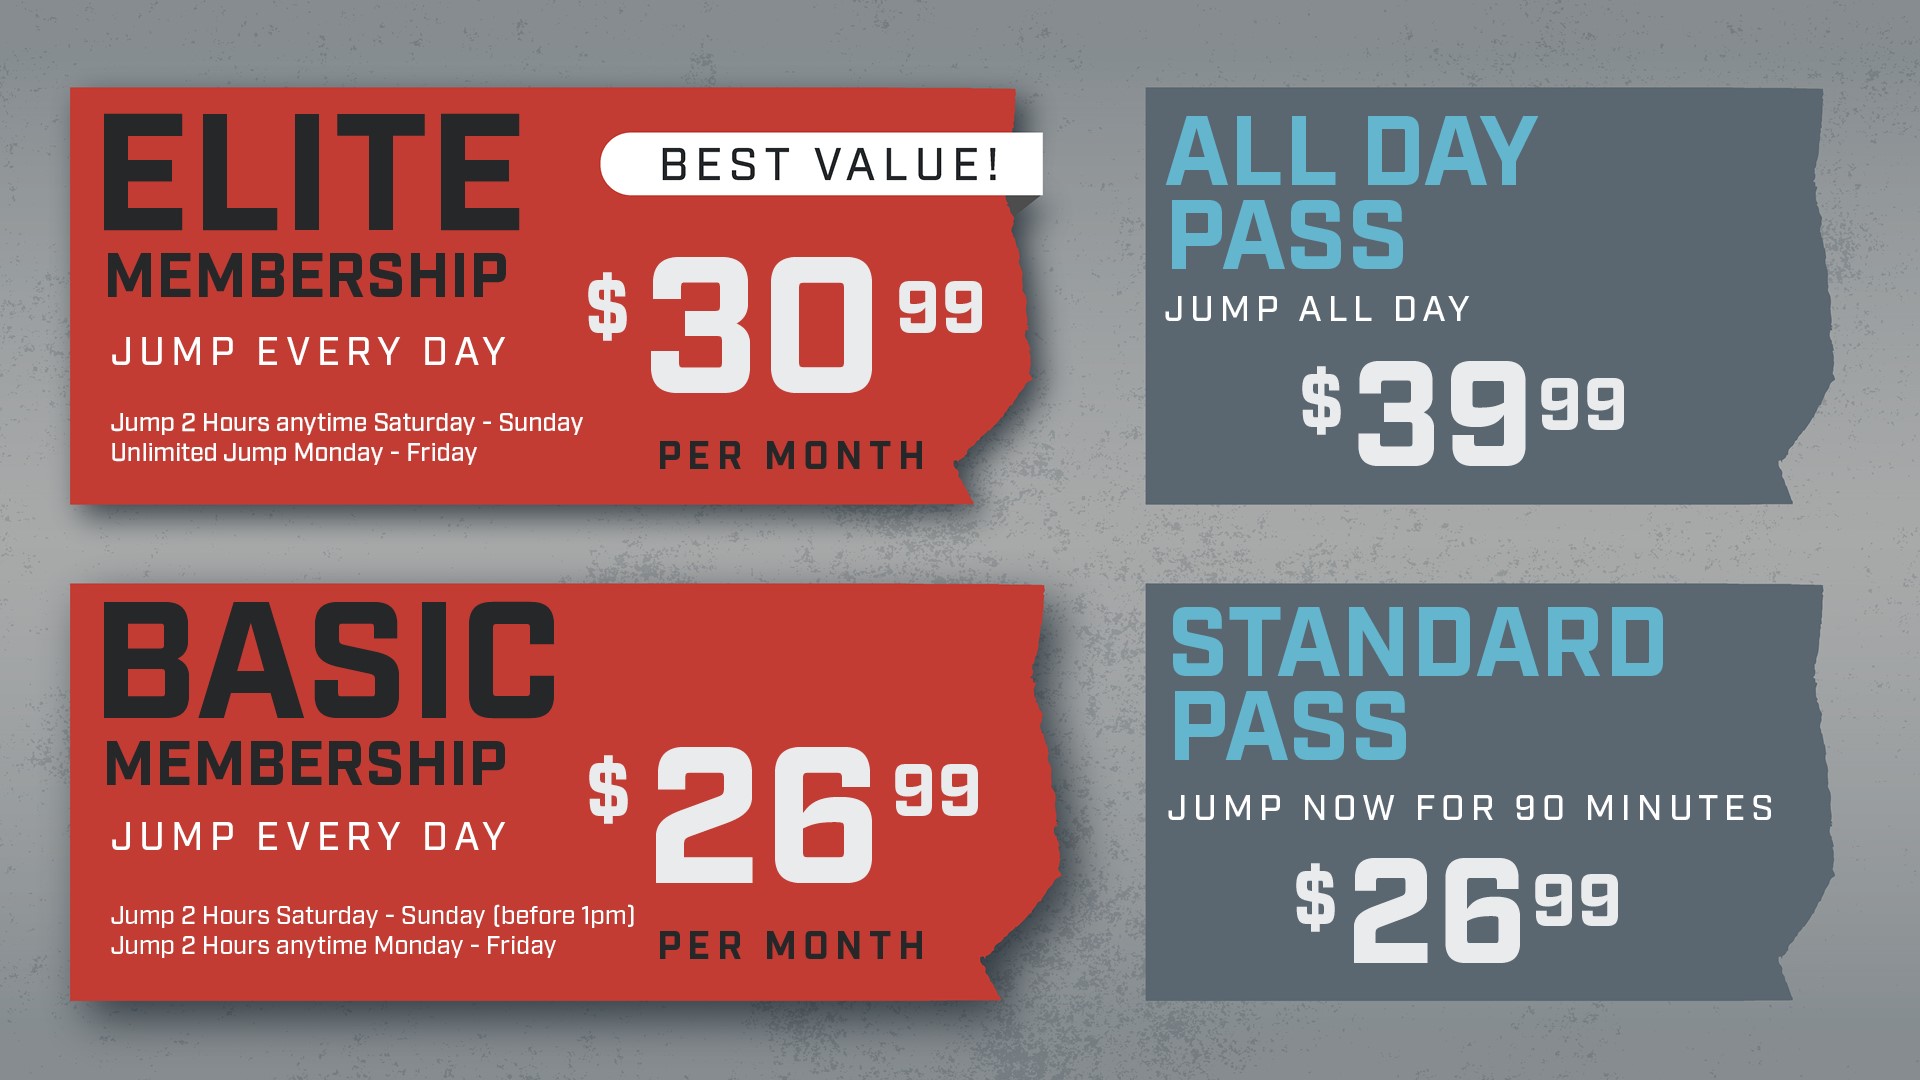 ELITE
MEMBERSHIP
JUMP EVERY DAY
Jump 2 Hours anytime Saturday - Sunday
Unlimited Jump Monday - Friday
BEST VALUE!
$30 99
PER MONTH
ALL DAY
PASS
JUMP ALL DAY
$39 99
BASIC
MEMBERSHIP
JUMP EVERY DAY
Jump 2 Hours Saturday - Sunday (before 1pm)
Jump 2 Hours anytime Monday - Friday
$26 99
PER MONTH
STANDARD
PASS
JUMP NOW FOR 90 MINUTES
$26 99